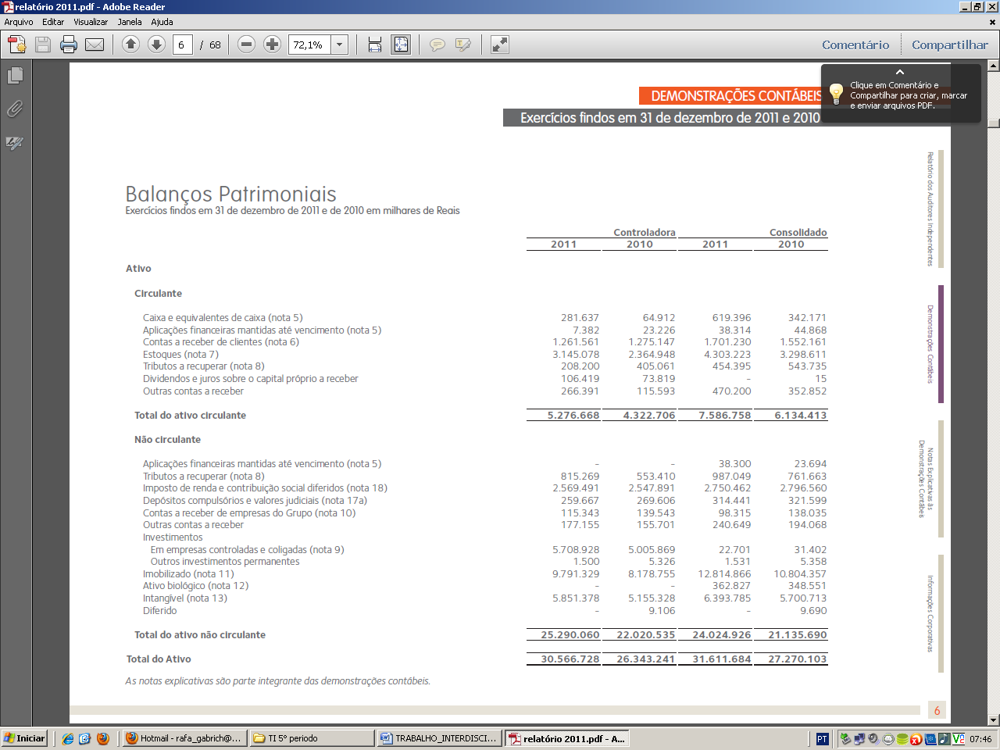 relatório 2011.pdf - Adobe Reader
Arquivo Editar Visualizar Janela Ajuda
6 / 68 72,1% Comentário Compartilhar
Clique em Comentário e
Compartilhar para criar, marcar
e enviar arquivos PDF.
DEMONSTRAÇÕES CONTÁBEIS
Exercícios findos em 31 de dezembro de 2011 e 2010
Relatório dos Auditores Independentes
Demonstrações Contábeis
Notas Explicativas às
Demonstrações Contábeis
Informações Corporativas
Balanços Patrimoniais
Exercícios findos em 31 de dezembro de 2011 e de 2010 em milhares de Reais
Controladora Consolidado
2011 2010 2011 2010
Ativo
Circulante
Caixa e equivalentes de caixa (nota 5) 281.637 64.912 619.396 342.171
Aplicações financeiras mantidas até vencimento (nota 5) 7.382 23.226 38.314 44.868
Contas a receber de clientes (nota 6) 1.261.561 1.275.147 1.701.230 1.552.161
Estoques (nota 7) 3.145.078 2.364.948 4.303.223 3.298.611
Tributos a recuperar (nota 8) 208.200 405.061 454.395 543.735
Dividendos e juros sobre o capital próprio a receber 106.419 73.819 – 15
Outras contas a receber 266.391 115.593 470.200 352.852
Total do ativo circulante 5.276.668 4.322.706 7.586.758 6.134.413
Não circulante
Aplicações financeiras mantidas até vencimento (nota 5) – – 38.300 23.694
Tributos a recuperar (nota 8) 815.269 553.410 987.049 761.663
Imposto de renda e contribuição social diferidos (nota 18) 2.569.491 2.547.891 2.750.462 2.796.560
Depósitos compulsórios e valores judiciais (nota 17a) 259.667 269.606 314.441 321.599
Contas a receber de empresas do Grupo (nota 10) 115.343 139.543 98.315 138.035
Outras contas a receber 177.155 155.701 240.649 194.068
Investimentos
Em empresas controladas e coligadas (nota 9) 5.708.928 5.005.869 22.701 31.402
Outros investimentos permanentes 1.500 5.326 1.531 5.358
Imobilizado (nota 11) 9.791.329 8.178.755 12.814.866 10.804.357
Ativo biológico (nota 12) – – 362.827 348.551
Intangível (nota 13) 5.851.378 5.155.328 6.393.785 5.700.713
Diferido – 9.106 – 9.690
Total do ativo não circulante 25.290.060 22.020.535 24.024.926 21.135.690
Total do Ativo 30.566.728 26.343.241 31.611.684 27.270.103
As notas explicativas são parte integrante das demonstrações contábeis.
6
Iniciar Hotmail - rafa_gabrich@... TI 5° periodo TRABALHO_INTERDISCI... relatório 2011.pdf - A... PT 07:46